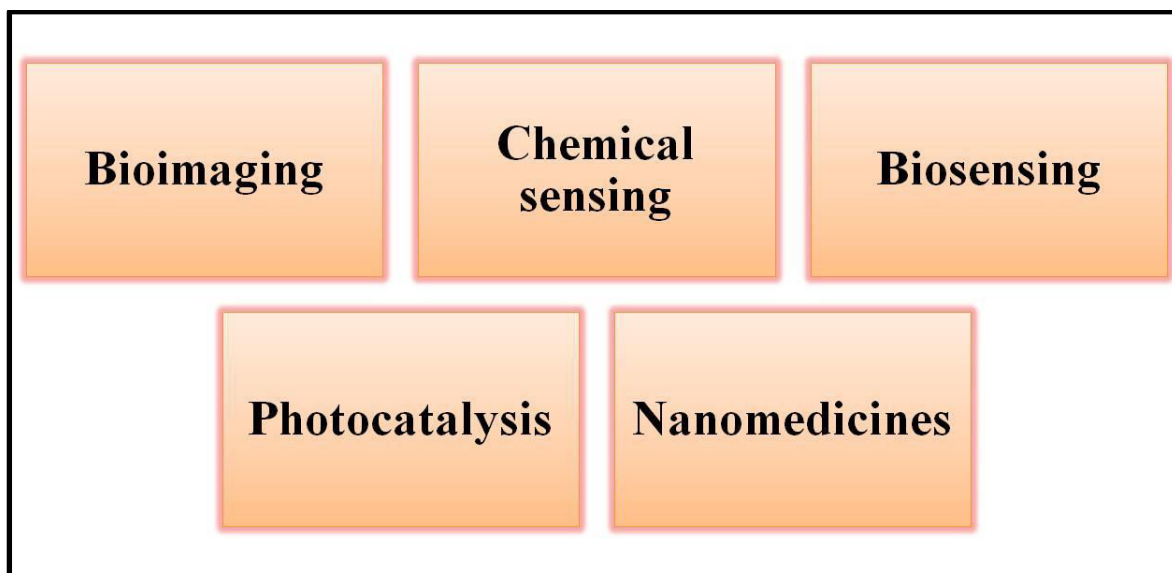 Bioimaging
Chemical
sensing
Biosensing
Photocatalysis
Nanomedicines